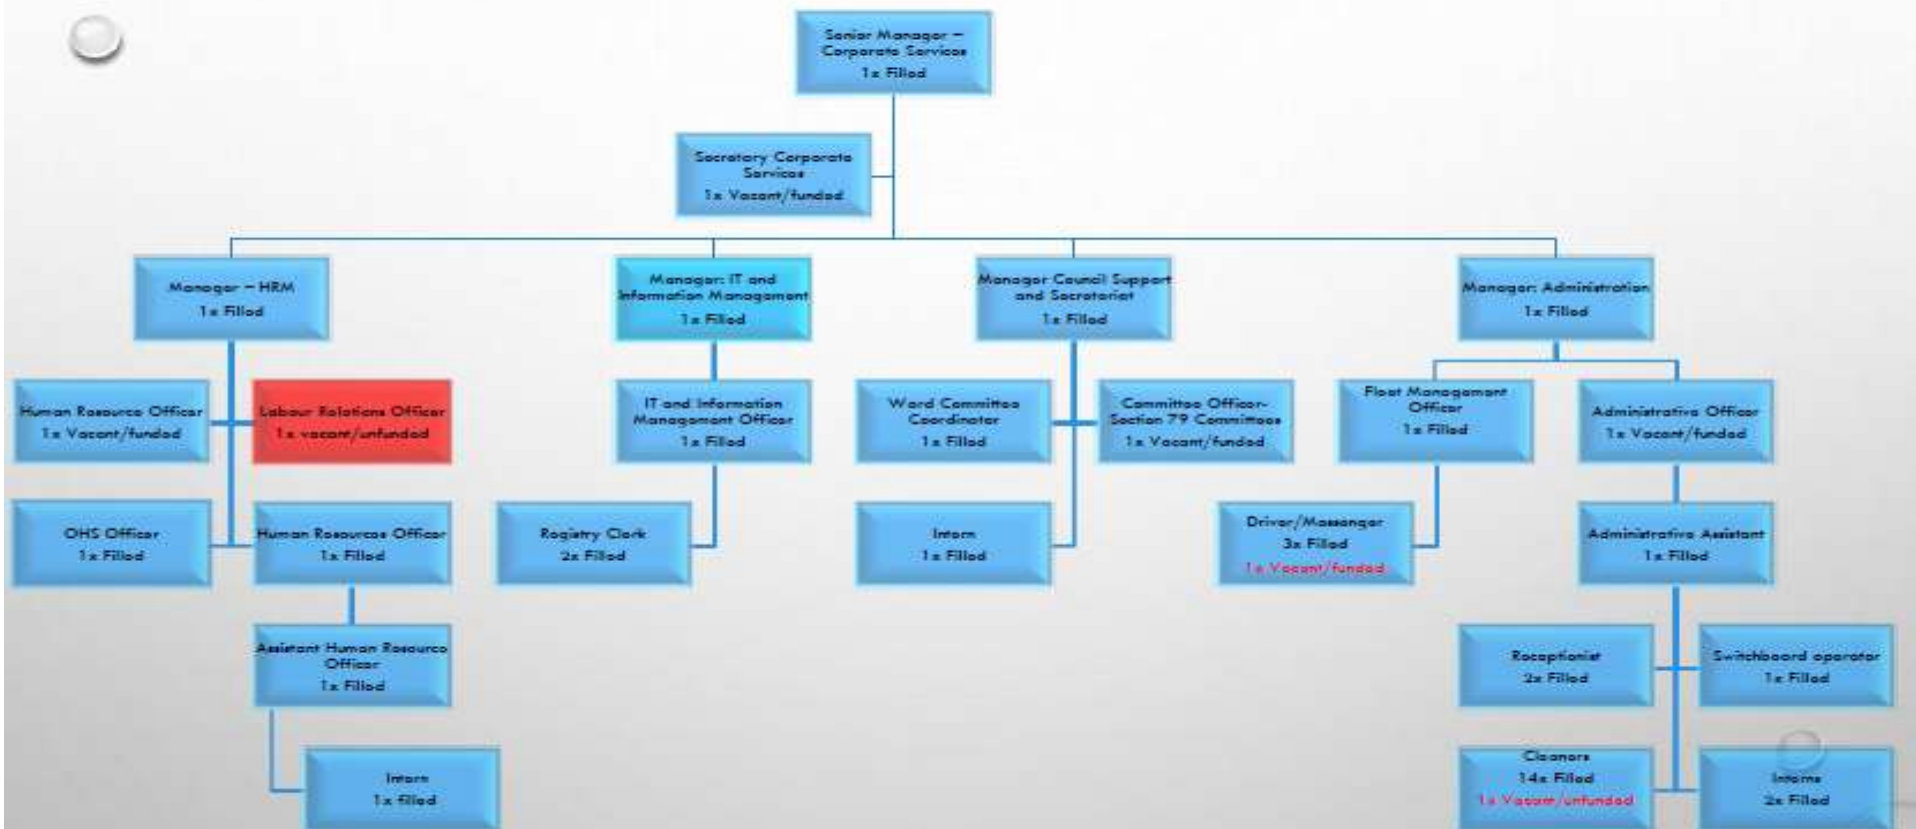 Senior Manager –
Corporate Services
1x Filled
Secretary Corporate
Services
1x Vacant/funded
Manager – HRM
1x Filled
Manager: IT and
Information Management
1x Filled
Manager Council Support
and Secretariat
1x Filled
Manager: Administration
1x Filled
Human Resource Officer
1x Vacant/funded
Labour Relations Officer
1x vacant/unfunded
IT and Information
Management Officer
1x Filled
Ward Committee
Coordinator
1x Filled
Committee Officer-
Section 79 Committees
1x Vacant/funded
Fleet Management
Officer
1x Filled
Administrative Officer
1x Vacant/funded
OHS Officer
1x Filled
Human Resources Officer
1x Filled
Registry Clerk
2x Filled
Intern
1x Filled
Driver/Messenger
3x Filled
1x Vacant/funded
Administrative Assistant
1x Filled
Assistant Human Resource
Officer
1x Filled
Receptionist
2x Filled
Switchboard operator
1x Filled
Intern
1x filled
Cleaners
14x Filled
1x Vacant/unfunded
Interns
2x Filled